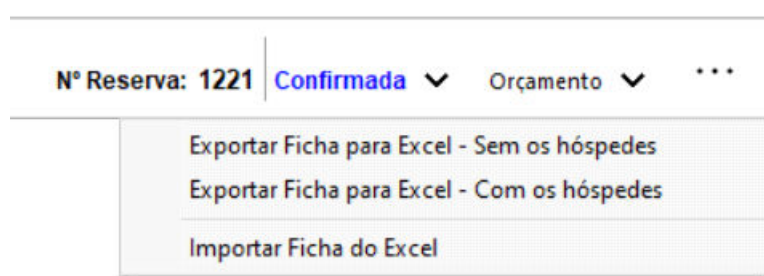 Nº Reserva: 1221 Confirmada Orçamento ...
Exportar Ficha para Excel - Sem os hóspedes
Exportar Ficha para Excel - Com os hóspedes
Importar Ficha do Excel